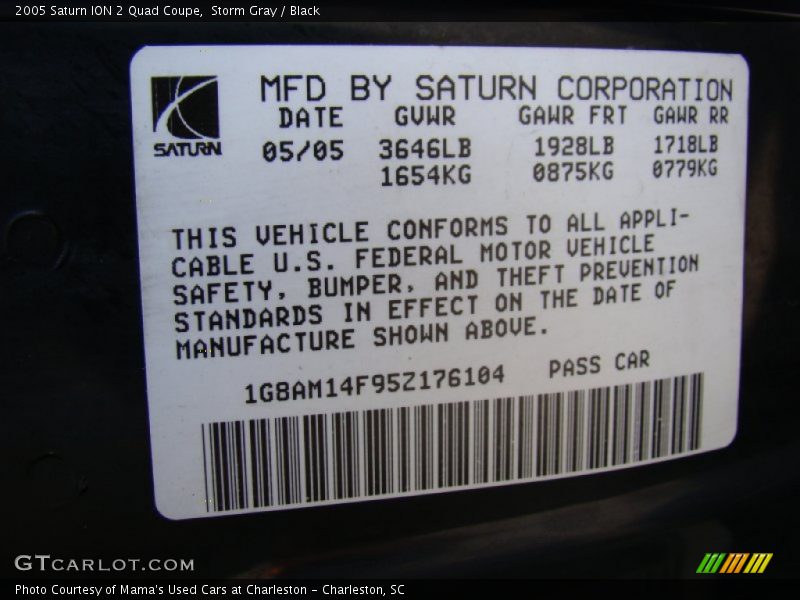 2005 Saturn ION 2 Quad Coupe,  Storm Gray / Black
MFD BY SATURN CORPORATION
SATURN
DATE GVWR GAWR FRT GAWR RR
05/05 3646LB 1928LB 1718LB
1654KG 0875KG 0779KG
THIS VEHICLE CONFORMS TO ALL APPLI-
CABLE U.S. FEDERAL MOTOR VEHICLE
SAFETY, BUMPER, AND THEFT PREVENTION
STANDARDS IN EFFECT ON THE DATE OF
MANUFACTURE SHOWN ABOVE.
1G8AM14F95Z176104 PASS CAR
GTCARLOT.COM
Photo Courtesy of Mama's Used Cars at Charleston - Charleston, SC